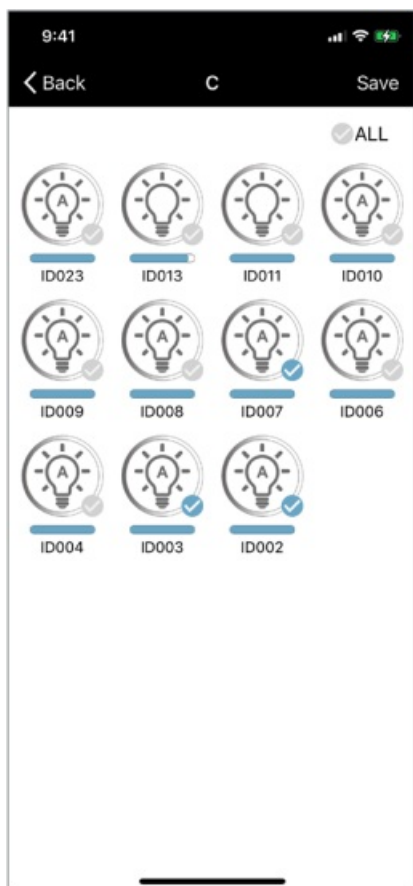 9:41
Back C Save
ALL
A A
ID023 ID013 ID011 ID010
A A A A
ID009 ID008 ID007 ID006
A A A
ID004 ID003 ID002